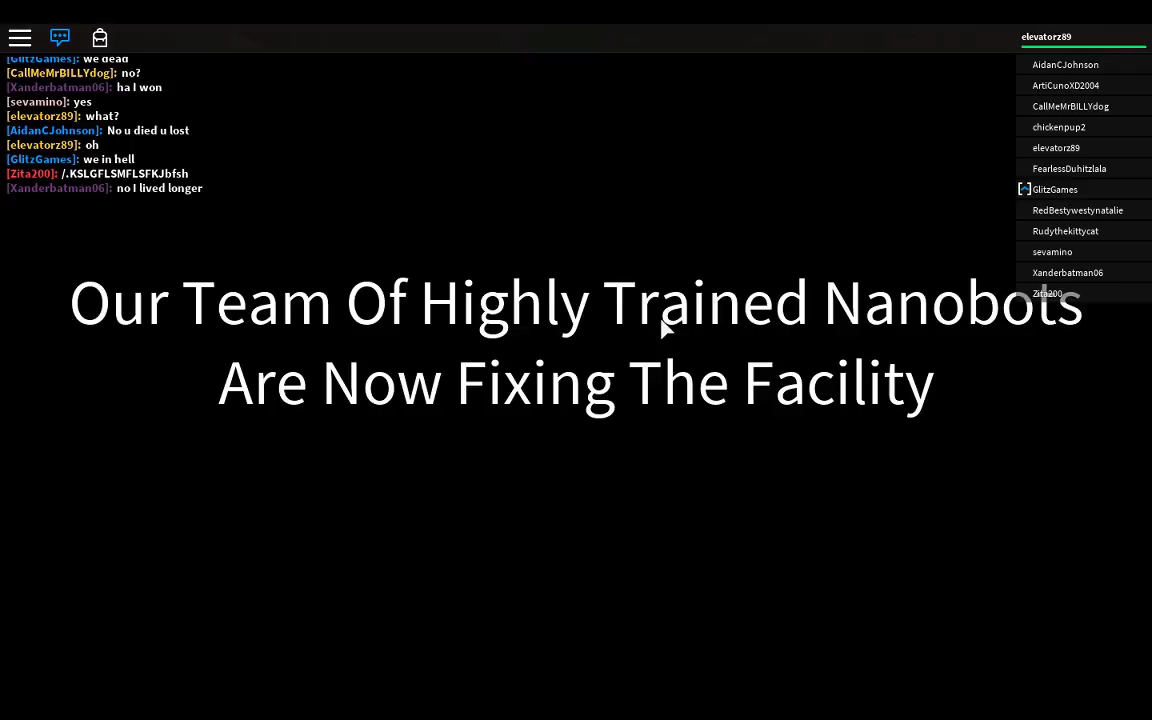 elevatorz89
[GlitzGames]: we dead
[CallMeMrBILLYdog]: no?
[Xanderbatman06]: ha I won
[sevamino]: yes
[elevatorz89]: what?
[AidanCJohnson]: No u died u lost
[elevatorz89]: oh
[GlitzGames]: we in hell
[Zita200]: /.KSLGFLSMFLSFKJbfsh
[Xanderbatman06]: no I lived longer
AidanCJohnson
ArtiCunoXD2004
CallMeMrBILLYdog
chickenpup2
elevatorz89
FearlessDuhitzlala
GlitzGames
RedBestywestynatalie
Rudythekittycat
sevamino
Xanderbatman06
Zita200
Our Team Of Highly Trained Nanobots
Are Now Fixing The Facility